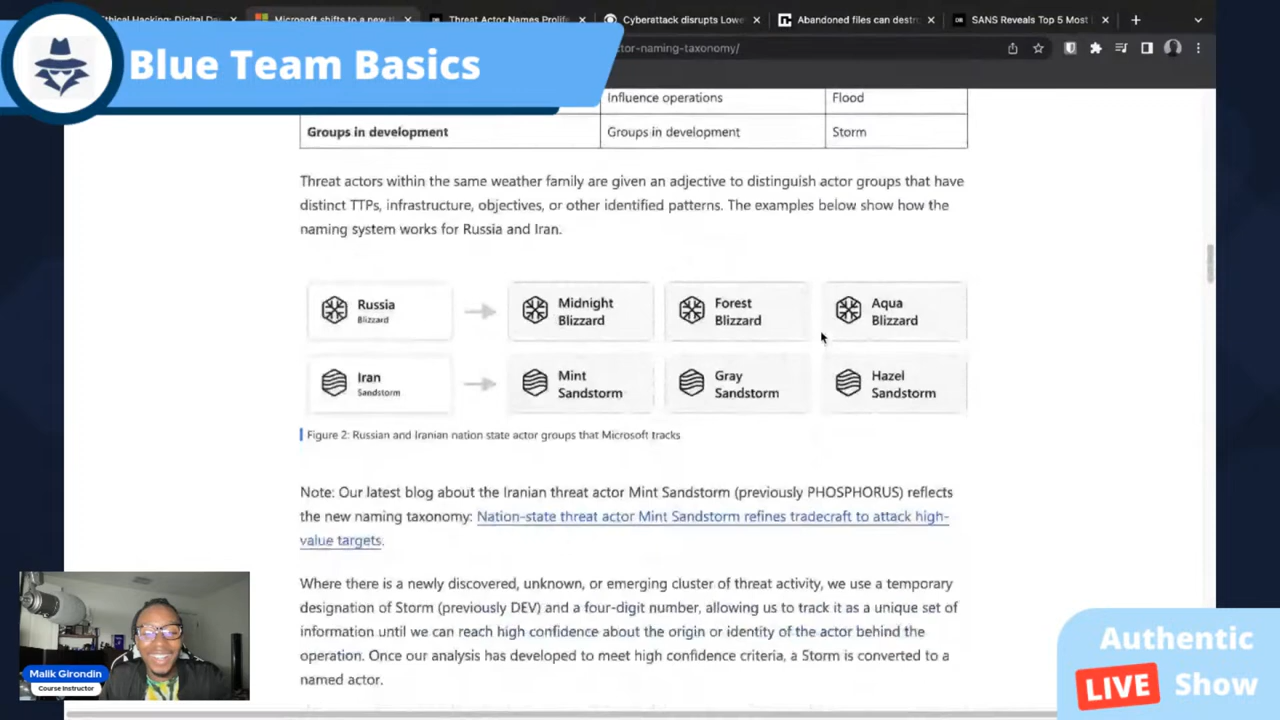 Ethical Hacking: Digital Da
Microsoft shifts to a new t
Threat Actor Names Prolif
Cyberattack disrupts Lowe
Abandoned files can destr
SANS Reveals Top 5 Most
Blue Team Basics
ctor-naming-taxonomy/
Influence operations
Flood
Groups in development
Groups in development
Storm
Threat actors within the same weather family are given an adjective to distinguish actor groups that have
distinct TTPs, infrastructure, objectives, or other identified patterns. The examples below show how the
naming system works for Russia and Iran.
Russia
Blizzard
Midnight
Blizzard
Forest
Blizzard
Aqua
Blizzard
Iran
Sandstorm
Mint
Sandstorm
Gray
Sandstorm
Hazel
Sandstorm
Figure 2: Russian and Iranian nation state actor groups that Microsoft tracks
Note: Our latest blog about the Iranian threat actor Mint Sandstorm (previously PHOSPHORUS) reflects
the new naming taxonomy: Nation-state threat actor Mint Sandstorm refines tradecraft to attack high-
value targets.
Where there is a newly discovered, unknown, or emerging cluster of threat activity, we use a temporary
designation of Storm (previously DEV) and a four-digit number, allowing us to track it as a unique set of
information until we can reach high confidence about the origin or identity of the actor behind the
operation. Once our analysis has developed to meet high confidence criteria, a Storm is converted to a
named actor.
Malik Girondin
Course Instructor
Authentic
LIVE Show